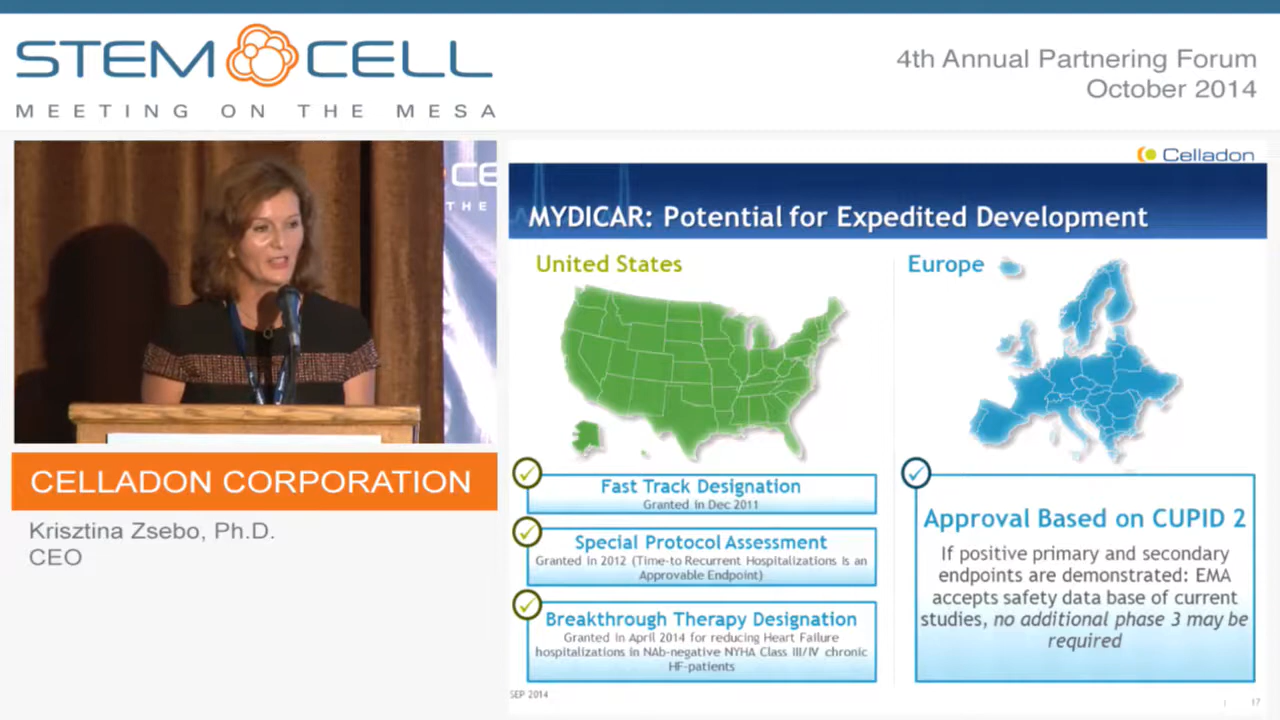 STEM CELL
MEETING ON THE MESA
4th Annual Partnering Forum
October 2014
CE
THE
CELLADON CORPORATION
Krisztina Zsebo, Ph.D.
CEO
Celladon
MYDICAR: Potential for Expedited Development
United States
Fast Track Designation
Granted in Dec 2011
Special Protocol Assessment
Granted in 2012 (Time-to Recurrent Hospitalizations Is an
Approvable Endpoint)
Breakthrough Therapy Designation
Granted in April 2014 for reducing Heart Failure
hospitalizations in NAb-negative NYHA Class III/IV chronic
HF-patients
Europe
Approval Based on CUPID 2
If positive primary and secondary
endpoints are demonstrated: EMA
accepts safety data base of current
studies, no additional phase 3 may be
required
SEP 2014
17